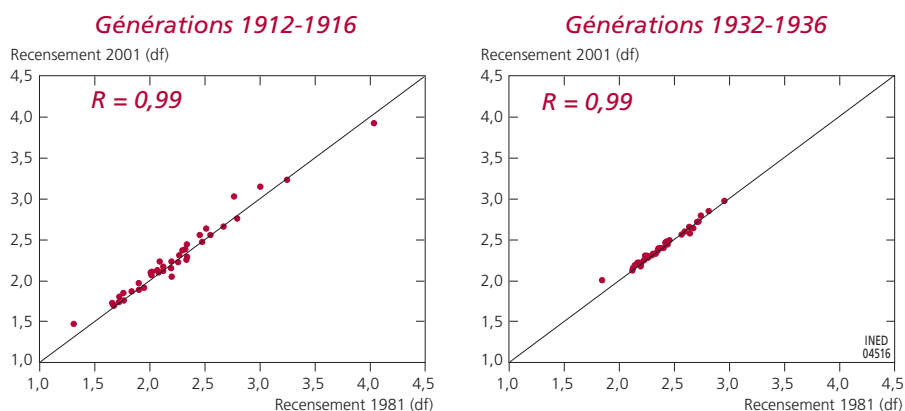 Générations 1912-1916
Recensement 2001 (df)
4,5
4,0
3,5
3,0
2,5
2,0
1,5
1,0
R = 0,99
1,0 1,5 2,0 2,5 3,0 3,5 4,0 4,5
Recensement 1981 (df)
Générations 1932-1936
Recensement 2001 (df)
4,5
4,0
3,5
3,0
2,5
2,0
1,5
1,0
R = 0,99
INED
04516
1,0 1,5 2,0 2,5 3,0 3,5 4,0 4,5
Recensement 1981 (df)